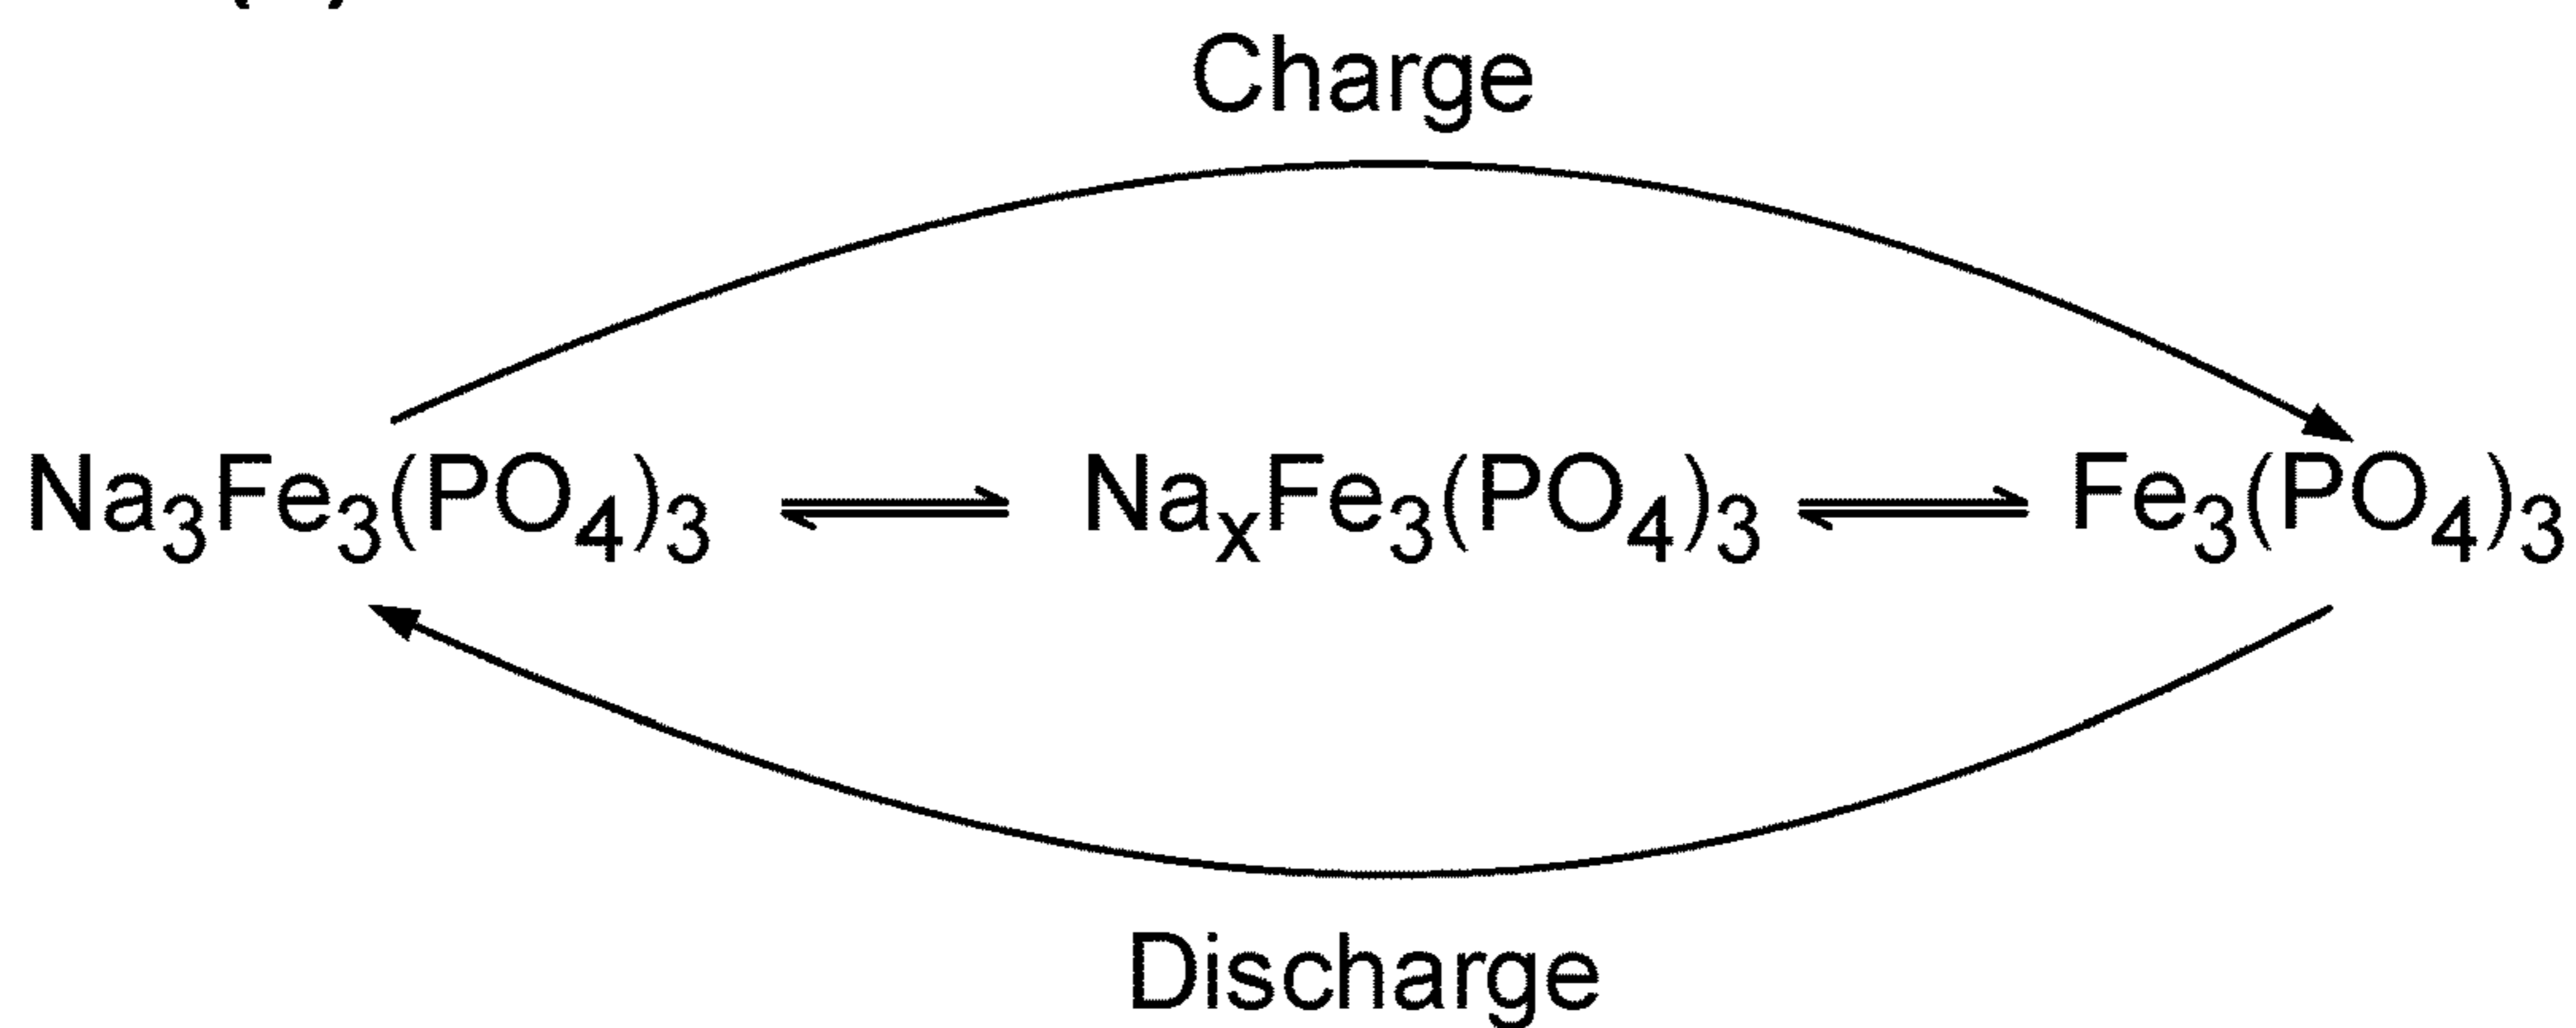 Charge
Na₃Fe₃(PO₄)₃ ⇌ NaₓFe₃(PO₄)₃ ⇌ Fe₃(PO₄)₃
Discharge